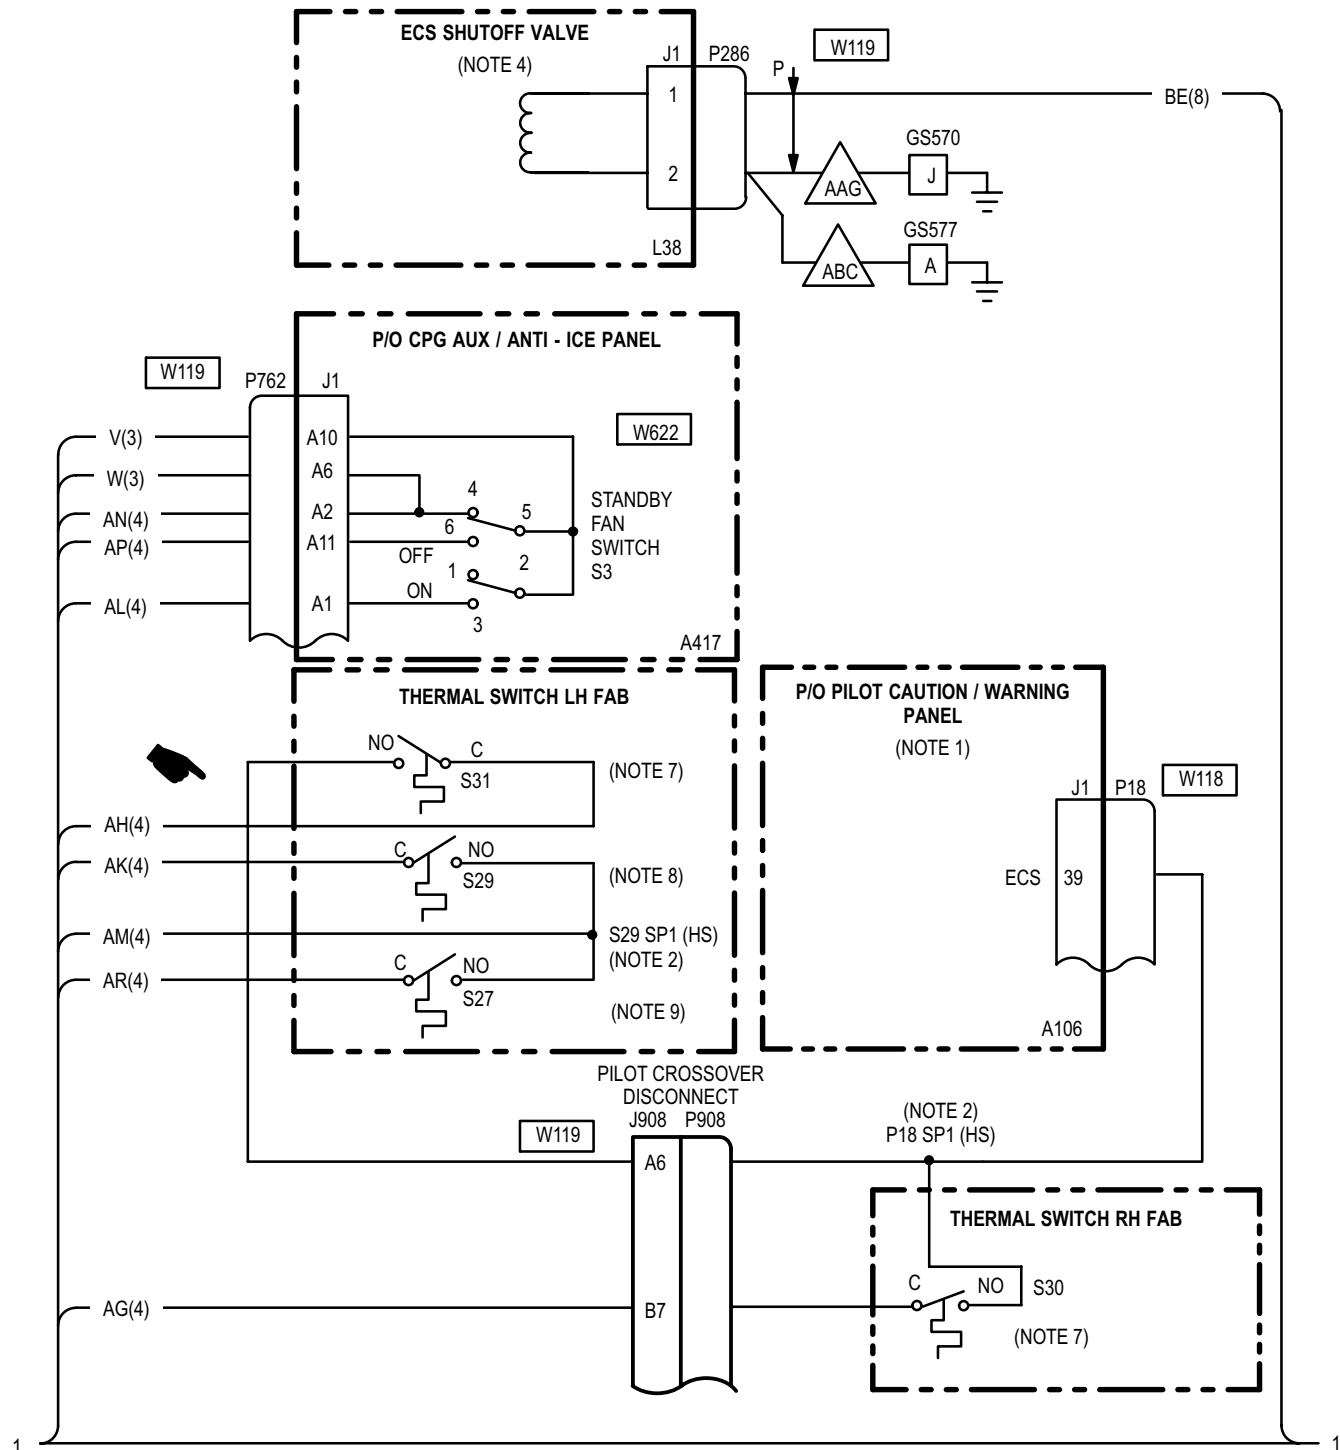 ECS SHUTOFF VALVE
(NOTE 4)
J1 P286
P
W119
1
BE(8)
GS570
2
AAG
J
GS577
L38
ABC
A
P/O CPG AUX / ANTI - ICE PANEL
W119
P762 J1
W622
V(3)
A10
W(3)
A6
AN(4)
A2
4
5
STANDBY
FAN
SWITCH
S3
AP(4)
A11
6
OFF
1
2
ON
AL(4)
A1
3
A417
THERMAL SWITCH LH FAB
NO C
S31
(NOTE 7)
AH(4)
AK(4)
C NO
S29
(NOTE 8)
AM(4)
S29 SP1 (HS)
(NOTE 2)
AR(4)
C NO
S27
(NOTE 9)
P/O PILOT CAUTION / WARNING
PANEL
(NOTE 1)
J1 P18
W118
ECS 39
A106
PILOT CROSSOVER
DISCONNECT
J908 P908
W119
A6
(NOTE 2)
P18 SP1 (HS)
THERMAL SWITCH RH FAB
C NO S30
(NOTE 7)
AG(4)
B7
1 1